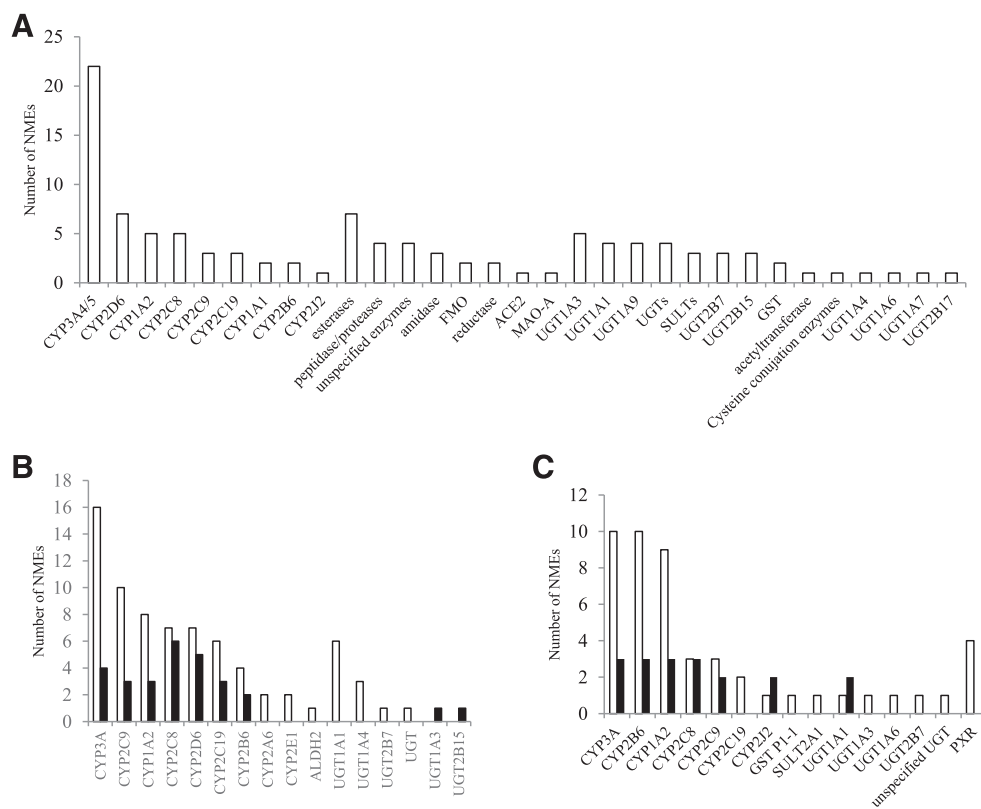 A
Number of NMEs
25
20
15
10
5
0
CYP3A4/5
CYP2D6
CYP1A2
CYP2C8
CYP2C9
CYP2C19
CYP1A1
CYP2B6
CYP2J2
esterases
peptidase/proteases
unspecified enzymes
amidase
FMO
reductase
ACE2
MAO-A
UGT1A3
UGT1A1
UGT1A9
UGTs
SULTs
UGT2B7
UGT2B15
GST
acetyltransferase
Cysteine conujation enzymes
UGT1A4
UGT1A6
UGT1A7
UGT2B17
B
Number of NMEs
18
16
14
12
10
8
6
4
2
0
CYP3A
CYP2C9
CYP1A2
CYP2C8
CYP2D6
CYP2C19
CYP2B6
CYP2A6
CYP2E1
ALDH2
UGT1A1
UGT1A4
UGT2B7
UGT
UGT1A3
UGT2B15
C
Number of NMEs
12
10
8
6
4
2
0
CYP3A
CYP2B6
CYP1A2
CYP2C8
CYP2C9
CYP2C19
CYP2J2
GST P1-1
SULT2A1
UGT1A1
UGT1A3
UGT1A6
UGT2B7
unspecified UGT
PXR